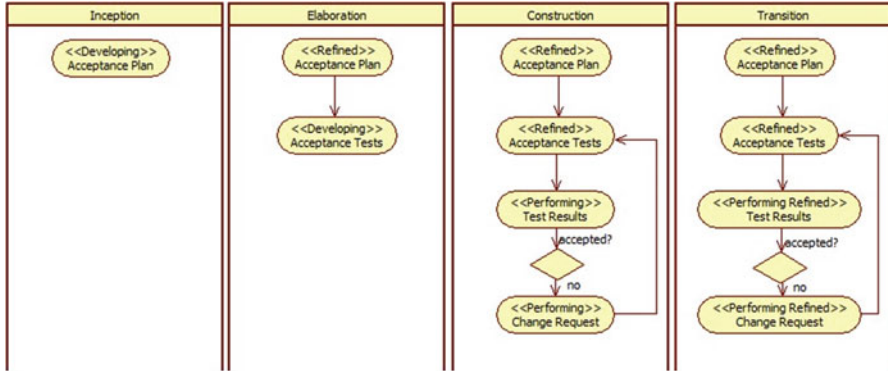 Inception
<<Developing>>
Acceptance Plan
Elaboration
<<Refined>>
Acceptance Plan
<<Developing>>
Acceptance Tests
Construction
<<Refined>>
Acceptance Plan
<<Refined>>
Acceptance Tests
<<Performing>>
Test Results
accepted?
no
<<Performing>>
Change Request
Transition
<<Refined>>
Acceptance Plan
<<Refined>>
Acceptance Tests
<<Performing Refined>>
Test Results
accepted?
no
<<Performing Refined>>
Change Request